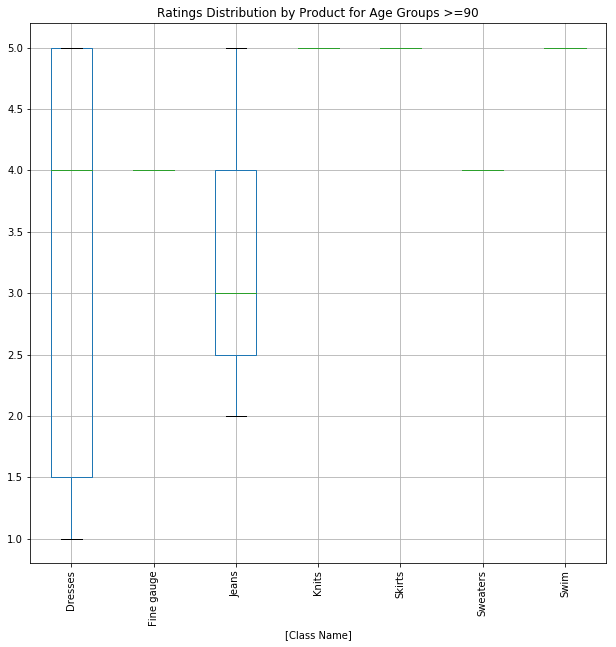 Ratings Distribution by Product for Age Groups >=90
5.0
4.5
4.0
3.5
3.0
2.5
2.0
1.5
1.0
Dresses
Fine gauge
Jeans
Knits
Skirts
Sweaters
Swim
[Class Name]